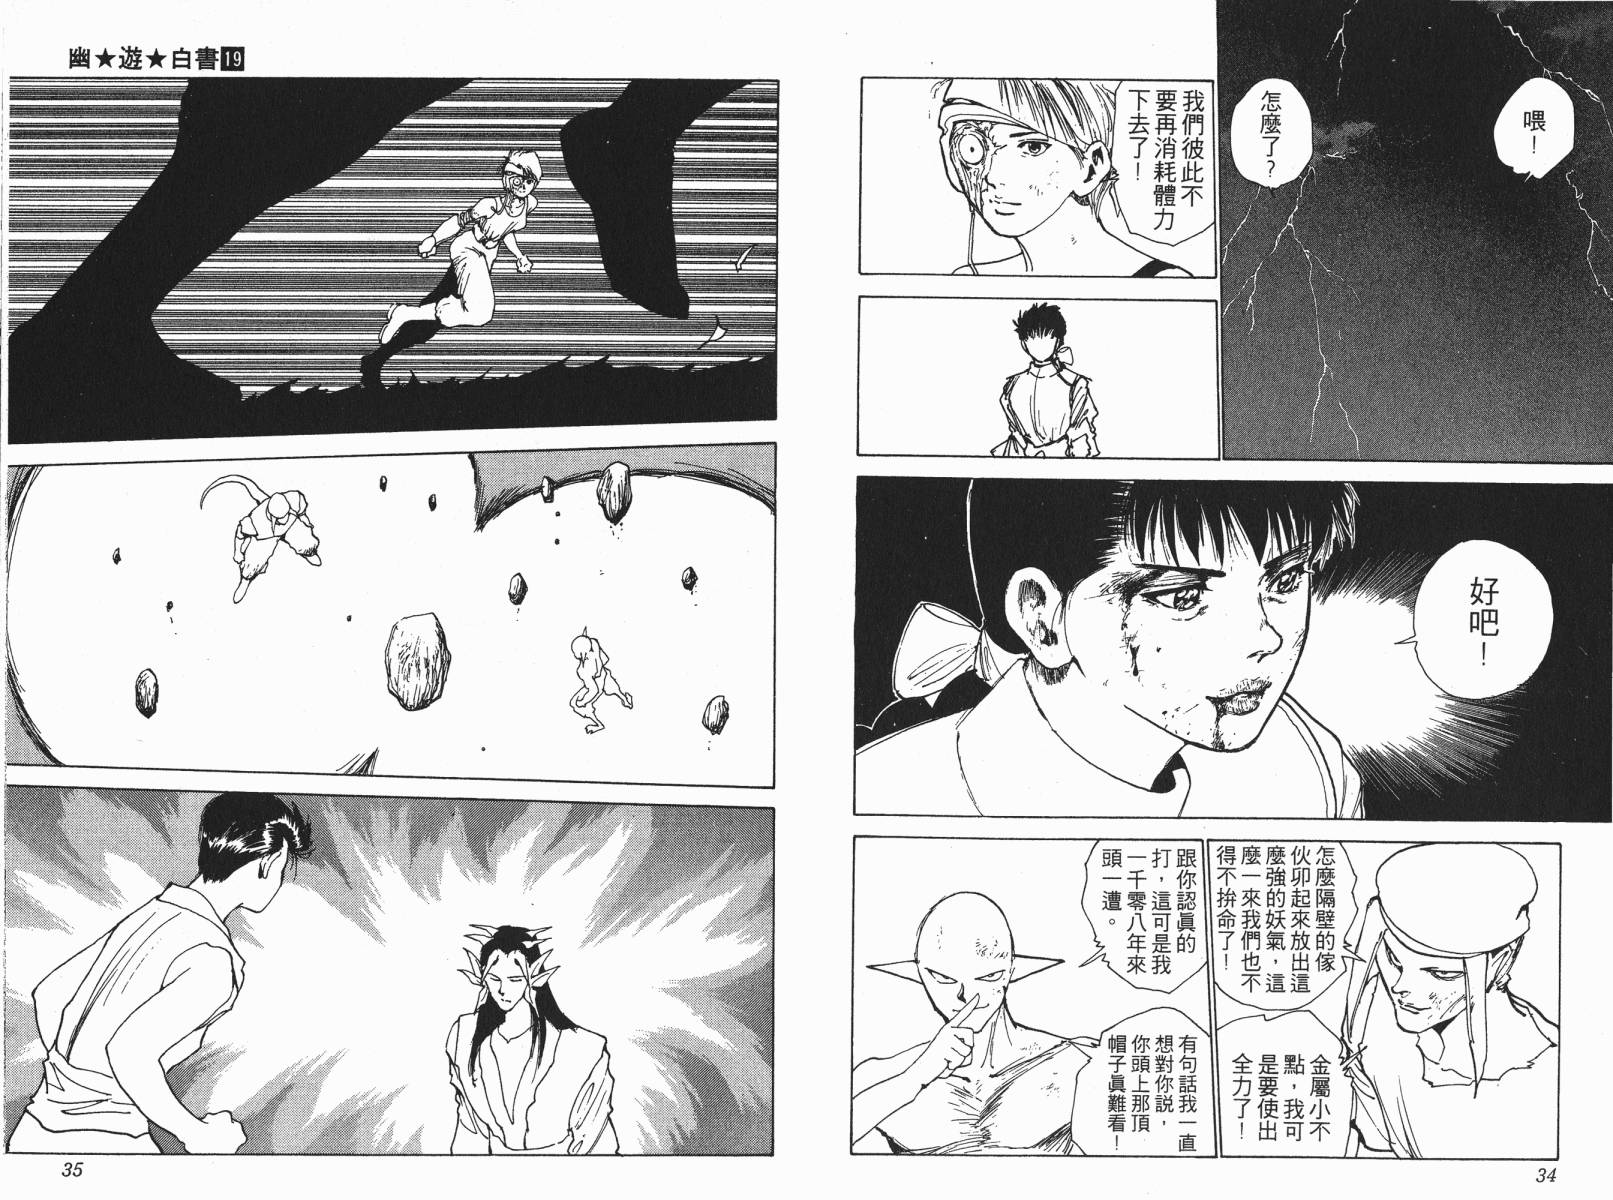 喂！
怎麼了？
我們彼此不
要再消耗體力
下去了！
好吧！
怎麼隔壁的傢
伙卯起來放出這
麼強的妖氣，這
麼一來我們也不
得不拚命了！
金屬小不
點，我可
是要使出
全力了！
跟你認眞的
打，這可是我
一千零八年來
頭一遭。
有句話我一直
想對你說，
你頭上那頂
帽子眞難看！
34
幽★遊★白書19
35